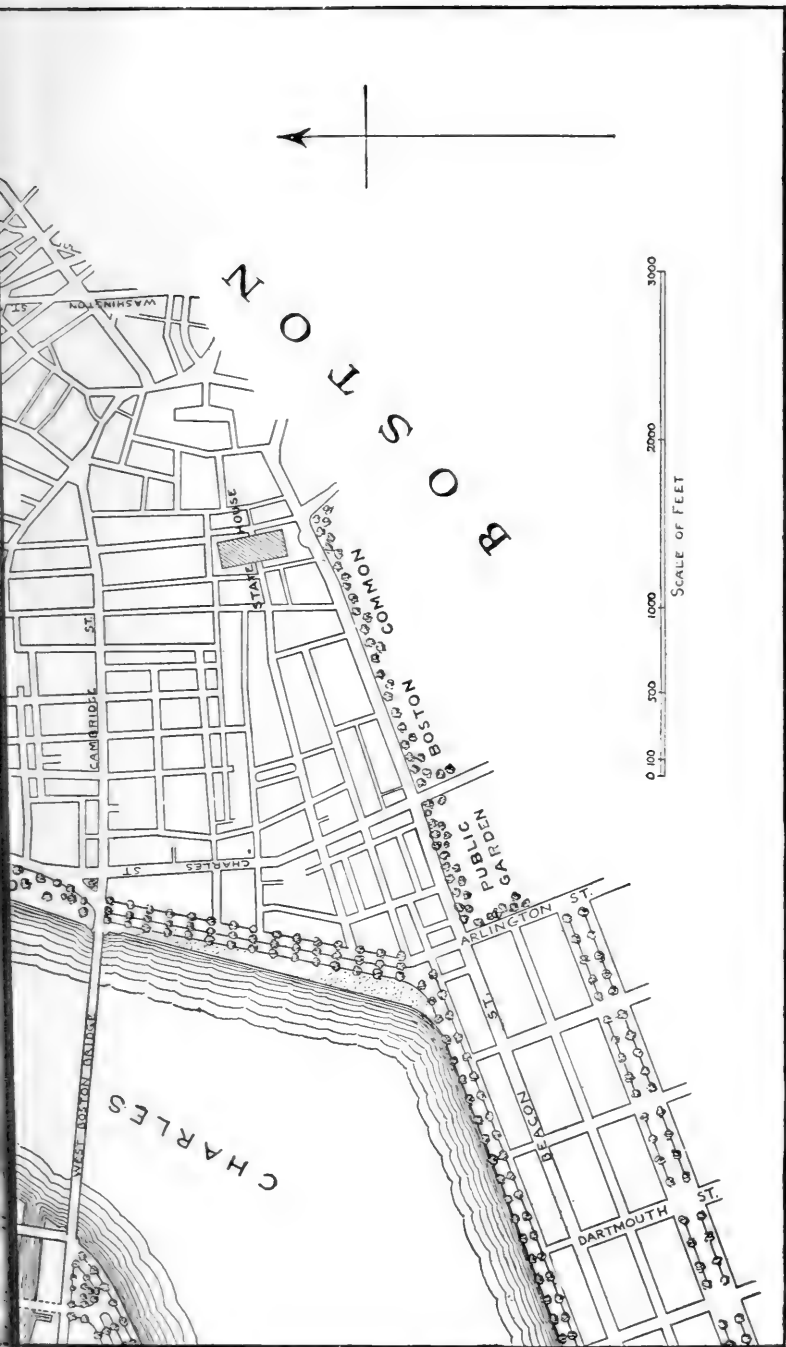 WASHINGTON ST.
BOSTON
STATE HOUSE
CAMBRIDGE ST.
BOSTON COMMON
3000
2000
1000
500
100
0
SCALE OF FEET
CHARLES ST
PUBLIC
GARDEN
ARLINGTON ST.
WEST BOSTON BRIDGE
CHARLES
BEACON ST.
DARTMOUTH ST.